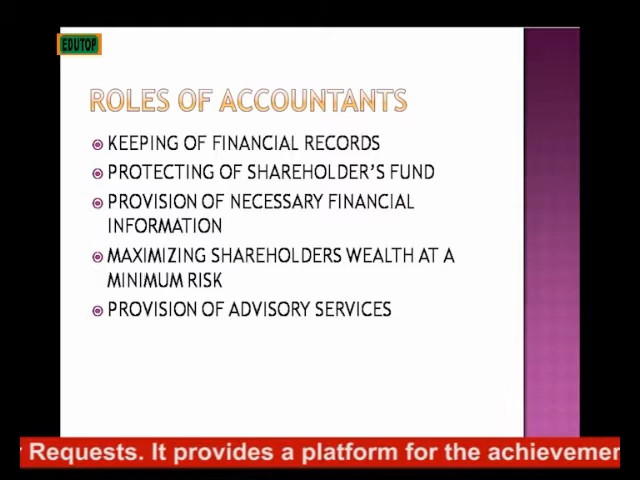 EDUTOP
ROLES OF ACCOUNTANTS
KEEPING OF FINANCIAL RECORDS
PROTECTING OF SHAREHOLDER'S FUND
PROVISION OF NECESSARY FINANCIAL
INFORMATION
MAXIMIZING SHAREHOLDERS WEALTH AT A
MINIMUM RISK
PROVISION OF ADVISORY SERVICES
Requests. It provides a platform for the